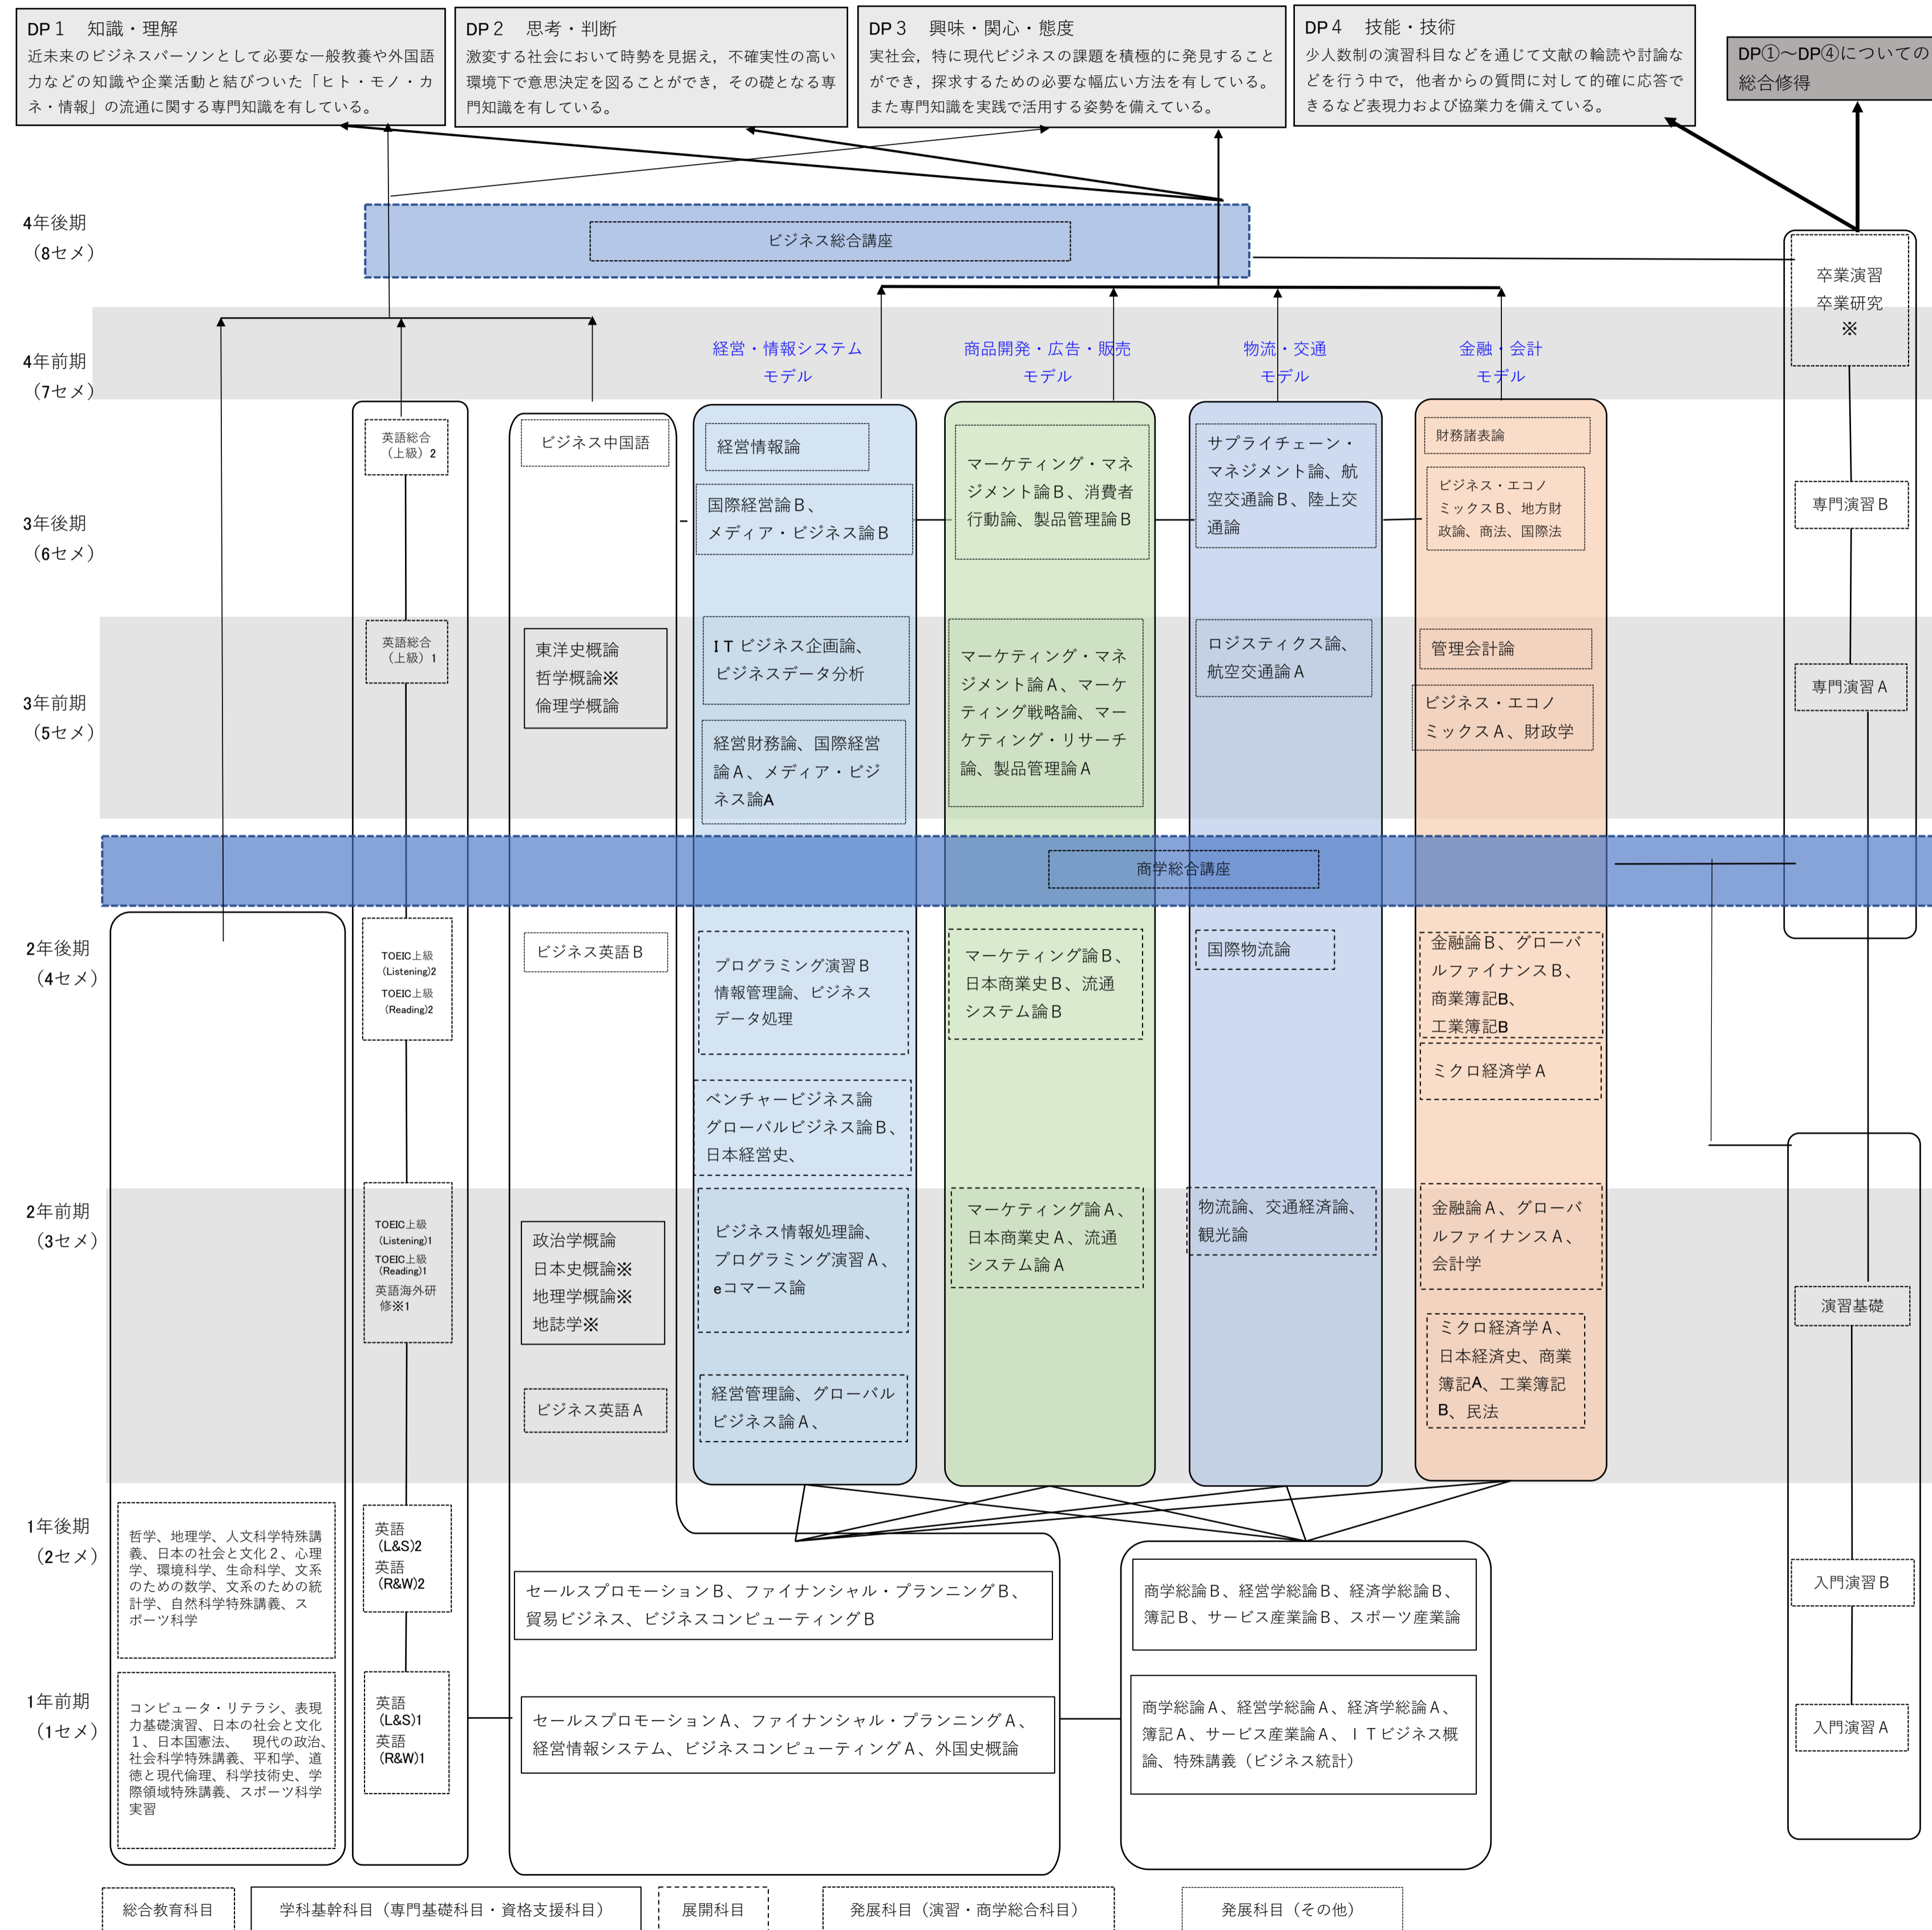 DP１　知識・理解
近未来のビジネスパーソンとして必要な一般教養や外国語
力などの知識や企業活動と結びついた「ヒト・モノ・カ
ネ・情報」の流通に関する専門知識を有している。
DP２　思考・判断
激変する社会において時勢を見据え，不確実性の高い
環境下で意思決定を図ることができ，その礎となる専
門知識を有している。
DP３　興味・関心・態度
実社会，特に現代ビジネスの課題を積極的に発見すること
ができ，探求するための必要な幅広い方法を有している。
また専門知識を実践で活用する姿勢を備えている。
DP４　技能・技術
少人数制の演習科目などを通じて文献の輪読や討論な
どを行う中で，他者からの質問に対して的確に応答で
きるなど表現力および協業力を備えている。
DP①～DP④についての
総合修得
4年後期
（8セメ）
ビジネス総合講座
卒業演習
卒業研究
※
4年前期
（7セメ）
経営・情報システム
モデル
商品開発・広告・販売
モデル
物流・交通
モデル
金融・会計
モデル
3年後期
（6セメ）
英語総合
（上級）2
ビジネス中国語
経営情報論
国際経営論Ｂ、
メディア・ビジネス論Ｂ
マーケティング・マネ
ジメント論Ｂ、消費者
行動論、製品管理論Ｂ
サプライチェーン・
マネジメント論、航
空交通論Ｂ、陸上交
通論
財務諸表論
ビジネス・エコノ
ミックスＢ、地方財
政論、商法、国際法
専門演習Ｂ
3年前期
（5セメ）
英語総合
（上級）1
東洋史概論
哲学概論※
倫理学概論
ＩＴビジネス企画論、
ビジネスデータ分析
経営財務論、国際経営
論Ａ、メディア・ビジ
ネス論A
マーケティング・マネ
ジメント論Ａ、マーケ
ティング戦略論、マー
ケティング・リサーチ
論、製品管理論Ａ
ロジスティクス論、
航空交通論Ａ
管理会計論
ビジネス・エコノ
ミックスＡ、財政学
専門演習Ａ
商学総合講座
2年後期
（4セメ）
TOEIC上級
(Listening)2
TOEIC上級
(Reading)2
ビジネス英語Ｂ
プログラミング演習Ｂ
情報管理論、ビジネス
データ処理
ベンチャービジネス論
グローバルビジネス論Ｂ、
日本経営史、
マーケティング論Ｂ、
日本商業史Ｂ、流通
システム論Ｂ
国際物流論
金融論Ｂ、グローバ
ルファイナンスＢ、
商業簿記B、
工業簿記B
ミクロ経済学Ａ
2年前期
（3セメ）
TOEIC上級
(Listening)1
TOEIC上級
(Reading)1
英語海外研
修※1
政治学概論
日本史概論※
地理学概論※
地誌学※
ビジネス英語Ａ
ビジネス情報処理論、
プログラミング演習Ａ、
eコマース論
経営管理論、グローバル
ビジネス論Ａ、
マーケティング論Ａ、
日本商業史Ａ、流通
システム論Ａ
物流論、交通経済論、
観光論
金融論Ａ、グローバ
ルファイナンスＡ、
会計学
ミクロ経済学Ａ、
日本経済史、商業
簿記A、工業簿記
B、民法
演習基礎
1年後期
（2セメ）
哲学、地理学、人文科学特殊講
義、日本の社会と文化２、心理
学、環境科学、生命科学、文系
のための数学、文系のための統
計学、自然科学特殊講義、ス
ポーツ科学
英語
(L&S)2
英語
(R&W)2
セールスプロモーションＢ、ファイナンシャル・プランニングＢ、
貿易ビジネス、ビジネスコンピューティングＢ
商学総論Ｂ、経営学総論Ｂ、経済学総論Ｂ、
簿記Ｂ、サービス産業論Ｂ、スポーツ産業論
入門演習Ｂ
1年前期
（1セメ）
コンピュータ・リテラシ、表現
力基礎演習、日本の社会と文化
１、日本国憲法、　現代の政治、
社会科学特殊講義、平和学、道
徳と現代倫理、科学技術史、学
際領域特殊講義、スポーツ科学
実習
英語
(L&S)1
英語
(R&W)1
セールスプロモーションＡ、ファイナンシャル・プランニングＡ、
経営情報システム、ビジネスコンピューティングＡ、外国史概論
商学総論Ａ、経営学総論Ａ、経済学総論Ａ、
簿記Ａ、サービス産業論Ａ、ＩＴビジネス概
論、特殊講義（ビジネス統計）
入門演習Ａ
総合教育科目
学科基幹科目（専門基礎科目・資格支援科目）
展開科目
発展科目（演習・商学総合科目）
発展科目（その他）